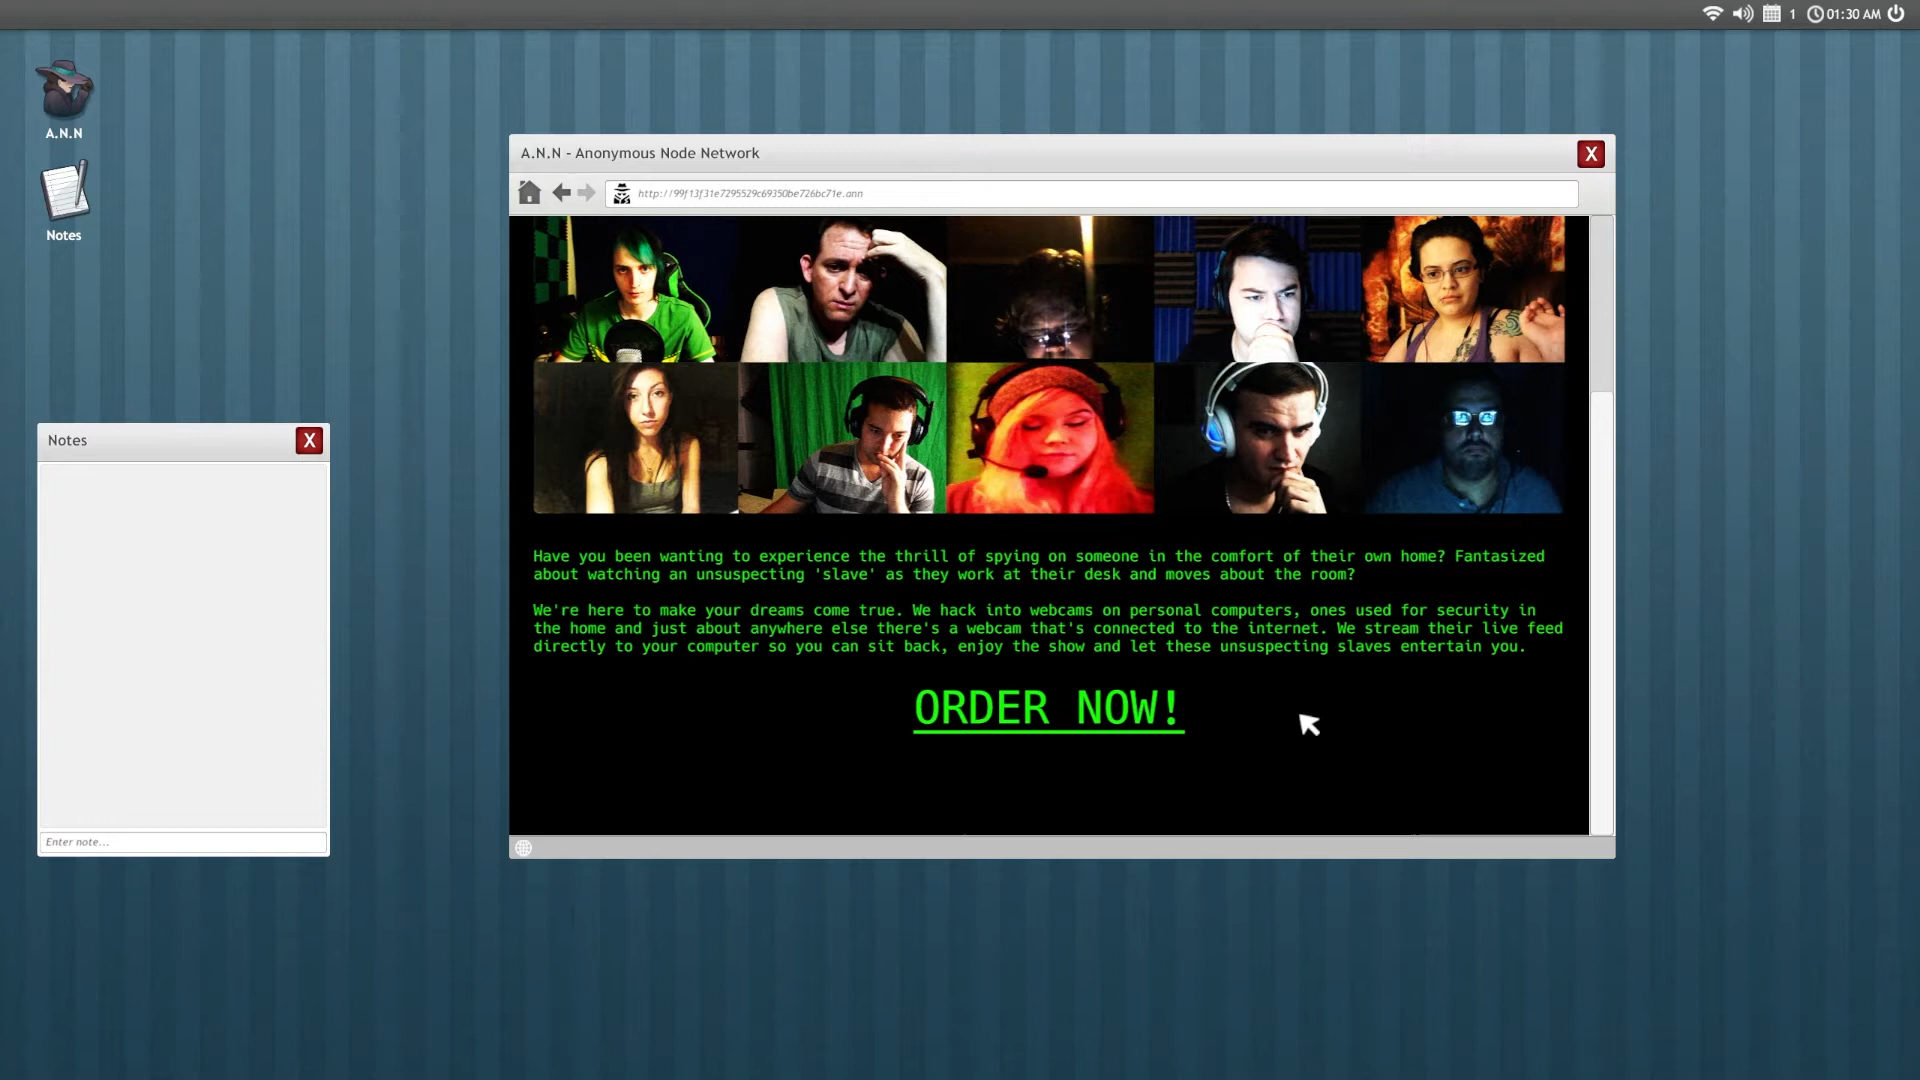 1 01:30 AM
A.N.N
Notes
A.N.N - Anonymous Node Network
X
http://99f13f31e7295529c69350be726bc71e.ann
Have you been wanting to experience the thrill of spying on someone in the comfort of their own home? Fantasized
about watching an unsuspecting 'slave' as they work at their desk and moves about the room?
We're here to make your dreams come true. We hack into webcams on personal computers, ones used for security in
the home and just about anywhere else there's a webcam that's connected to the internet. We stream their live feed
directly to your computer so you can sit back, enjoy the show and let these unsuspecting slaves entertain you.
ORDER NOW!
Notes
X
Enter note...